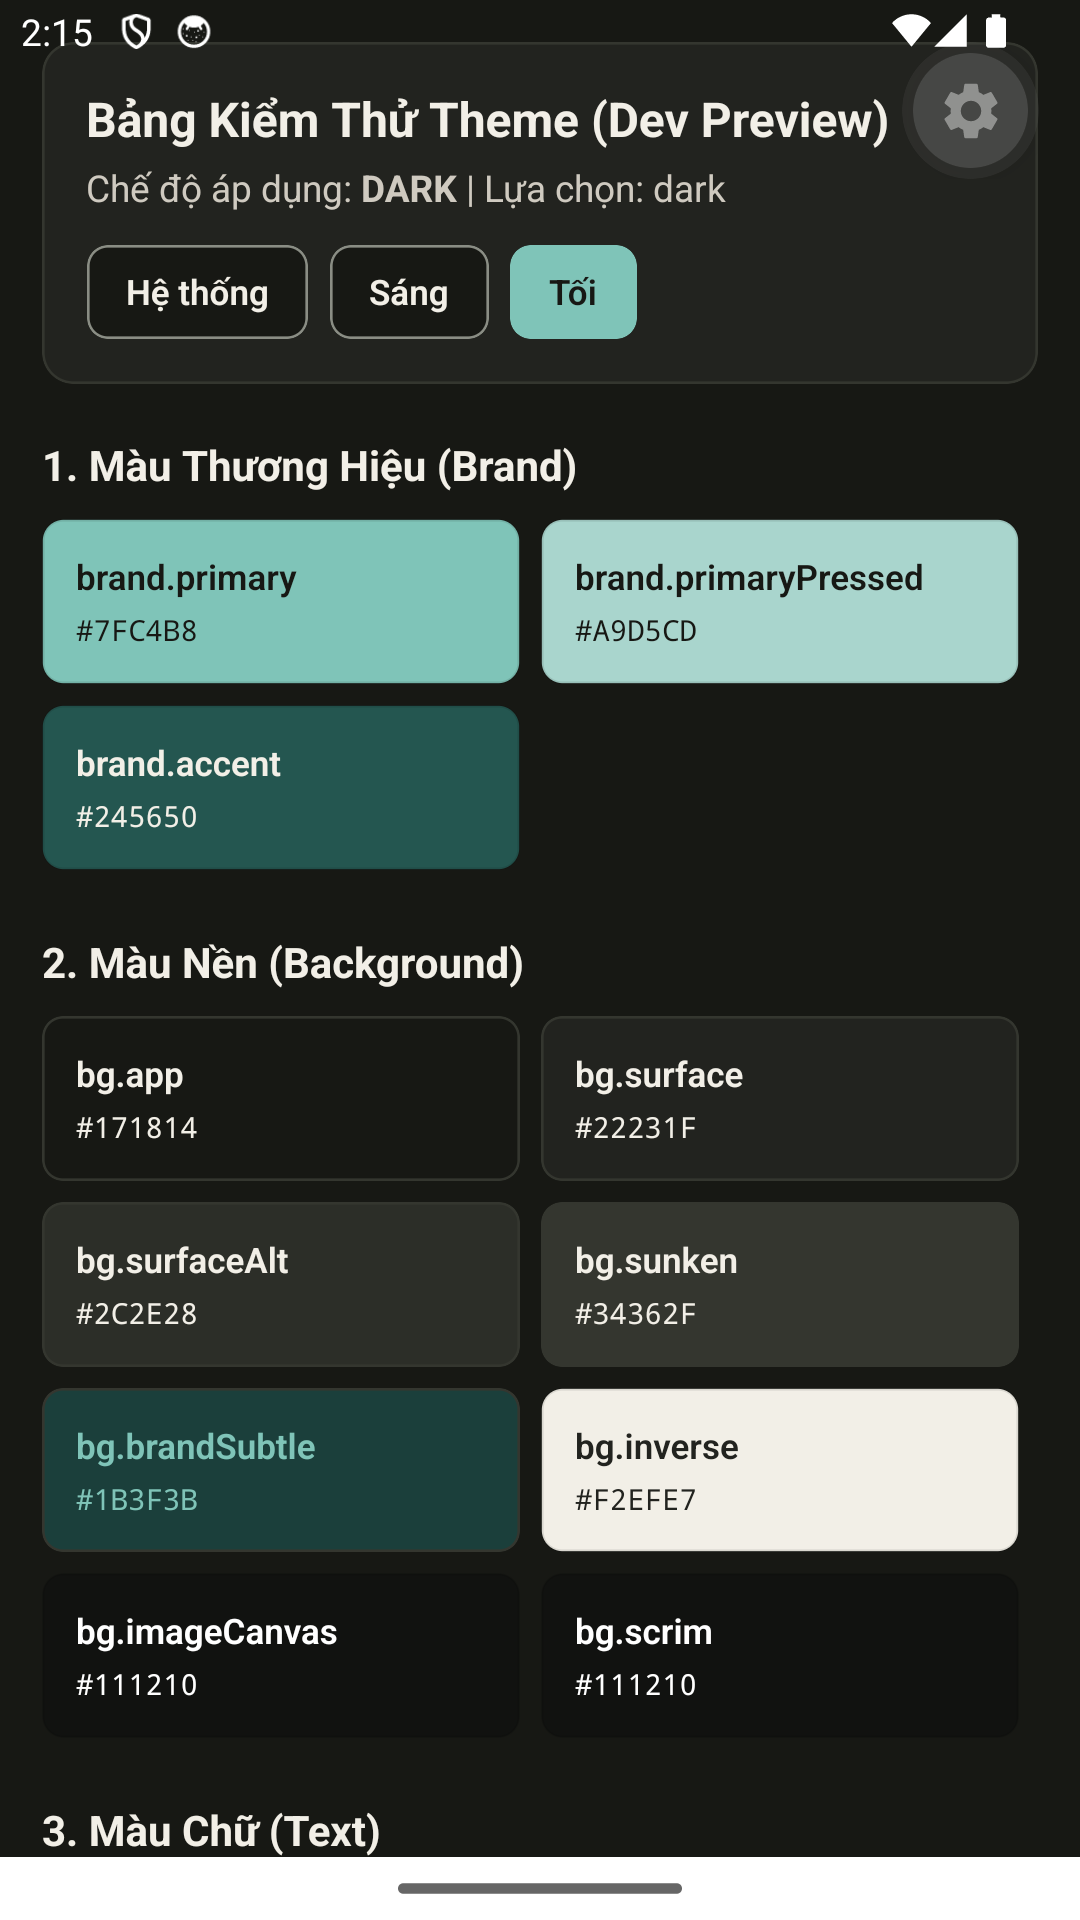 2:15
Bảng Kiểm Thử Theme (Dev Preview)
Chế độ áp dụng: DARK | Lựa chọn: dark
Hệ thống
Sáng
Tối
1. Màu Thương Hiệu (Brand)
brand.primary
#7FC4B8
brand.primaryPressed
#A9D5CD
brand.accent
#245650
2. Màu Nền (Background)
bg.app
#171814
bg.surface
#22231F
bg.surfaceAlt
#2C2E28
bg.sunken
#34362F
bg.brandSubtle
#1B3F3B
bg.inverse
#F2EFE7
bg.imageCanvas
#111210
bg.scrim
#111210
3. Màu Chữ (Text)